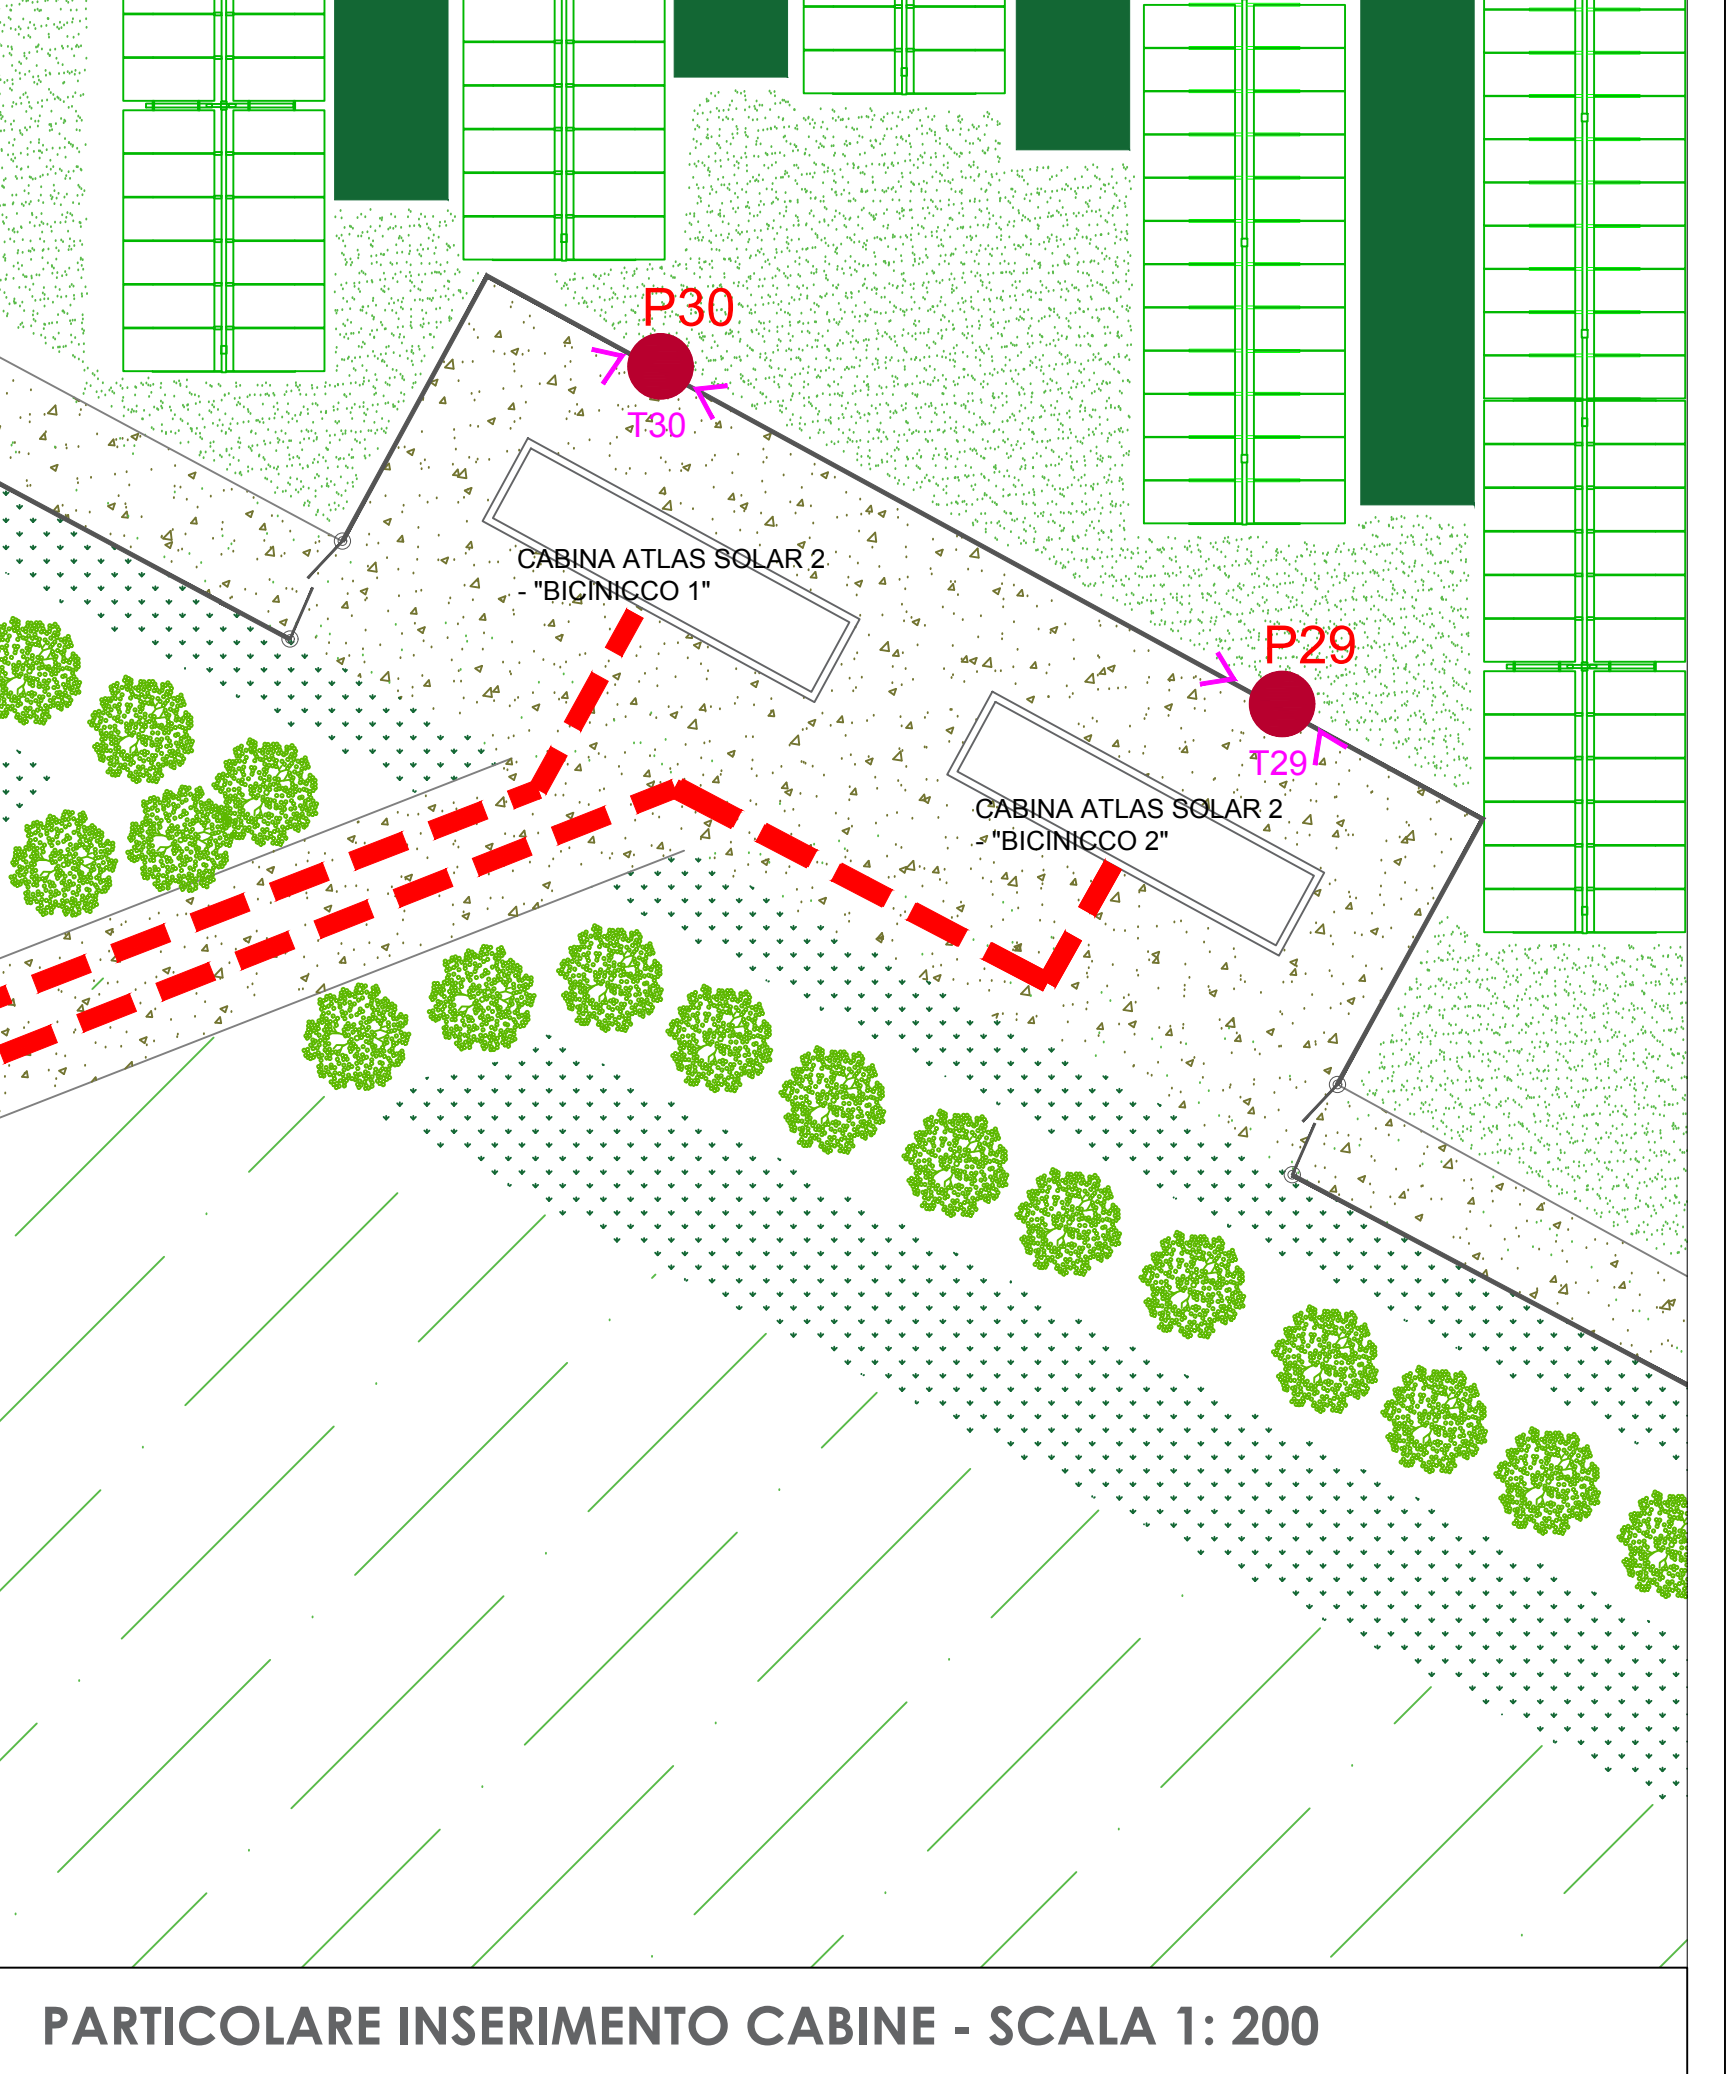 P30
T30
CABINA ATLAS SOLAR 2
- "BICINICCO 1"
P29
T29
CABINA ATLAS SOLAR 2
- "BICINICCO 2"
PARTICOLARE INSERIMENTO CABINE - SCALA 1: 200